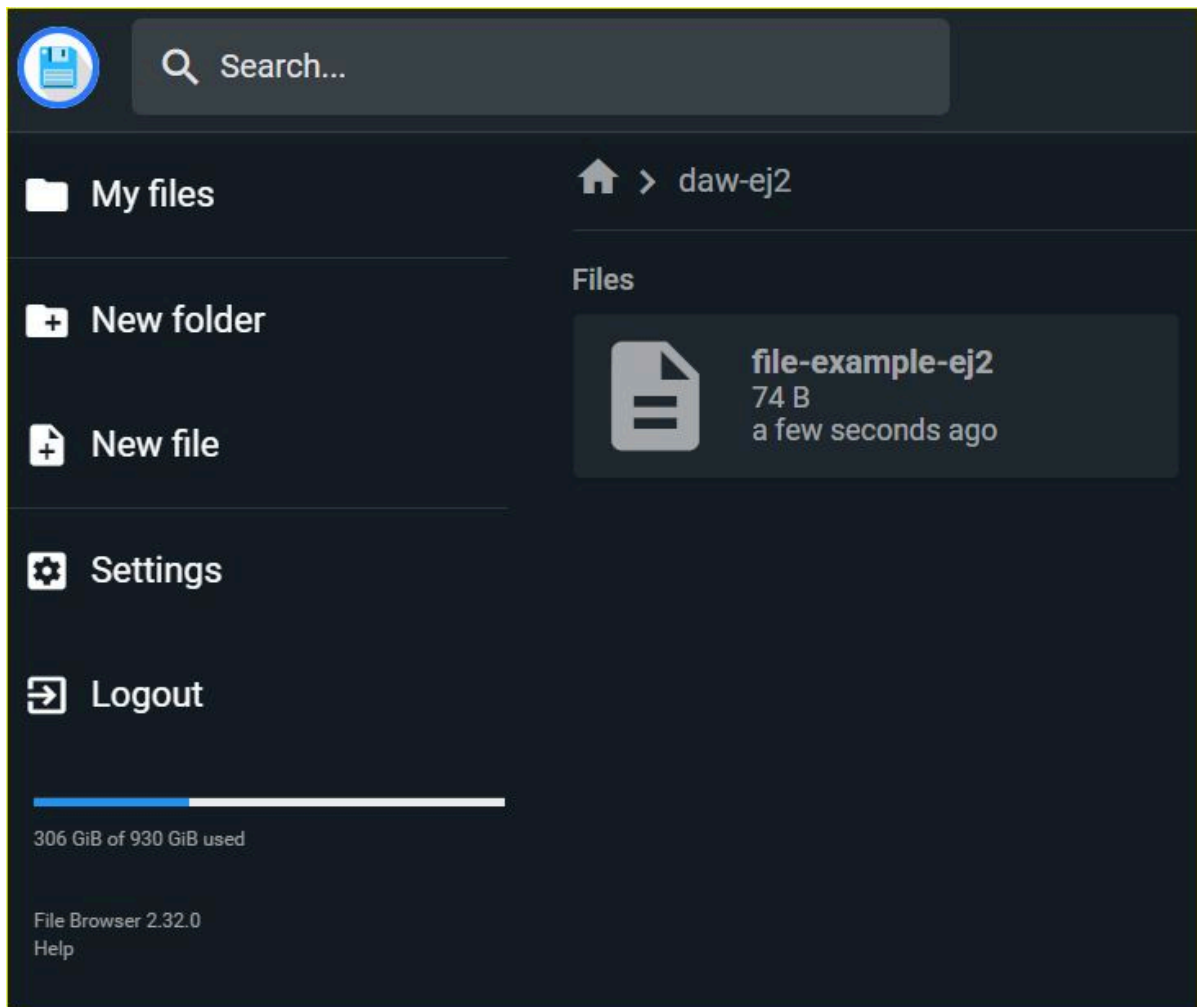 Search...
My files
New folder
New file
Settings
Logout
306 GiB of 930 GiB used
File Browser 2.32.0
Help
daw-ej2
Files
file-example-ej2
74 B
a few seconds ago